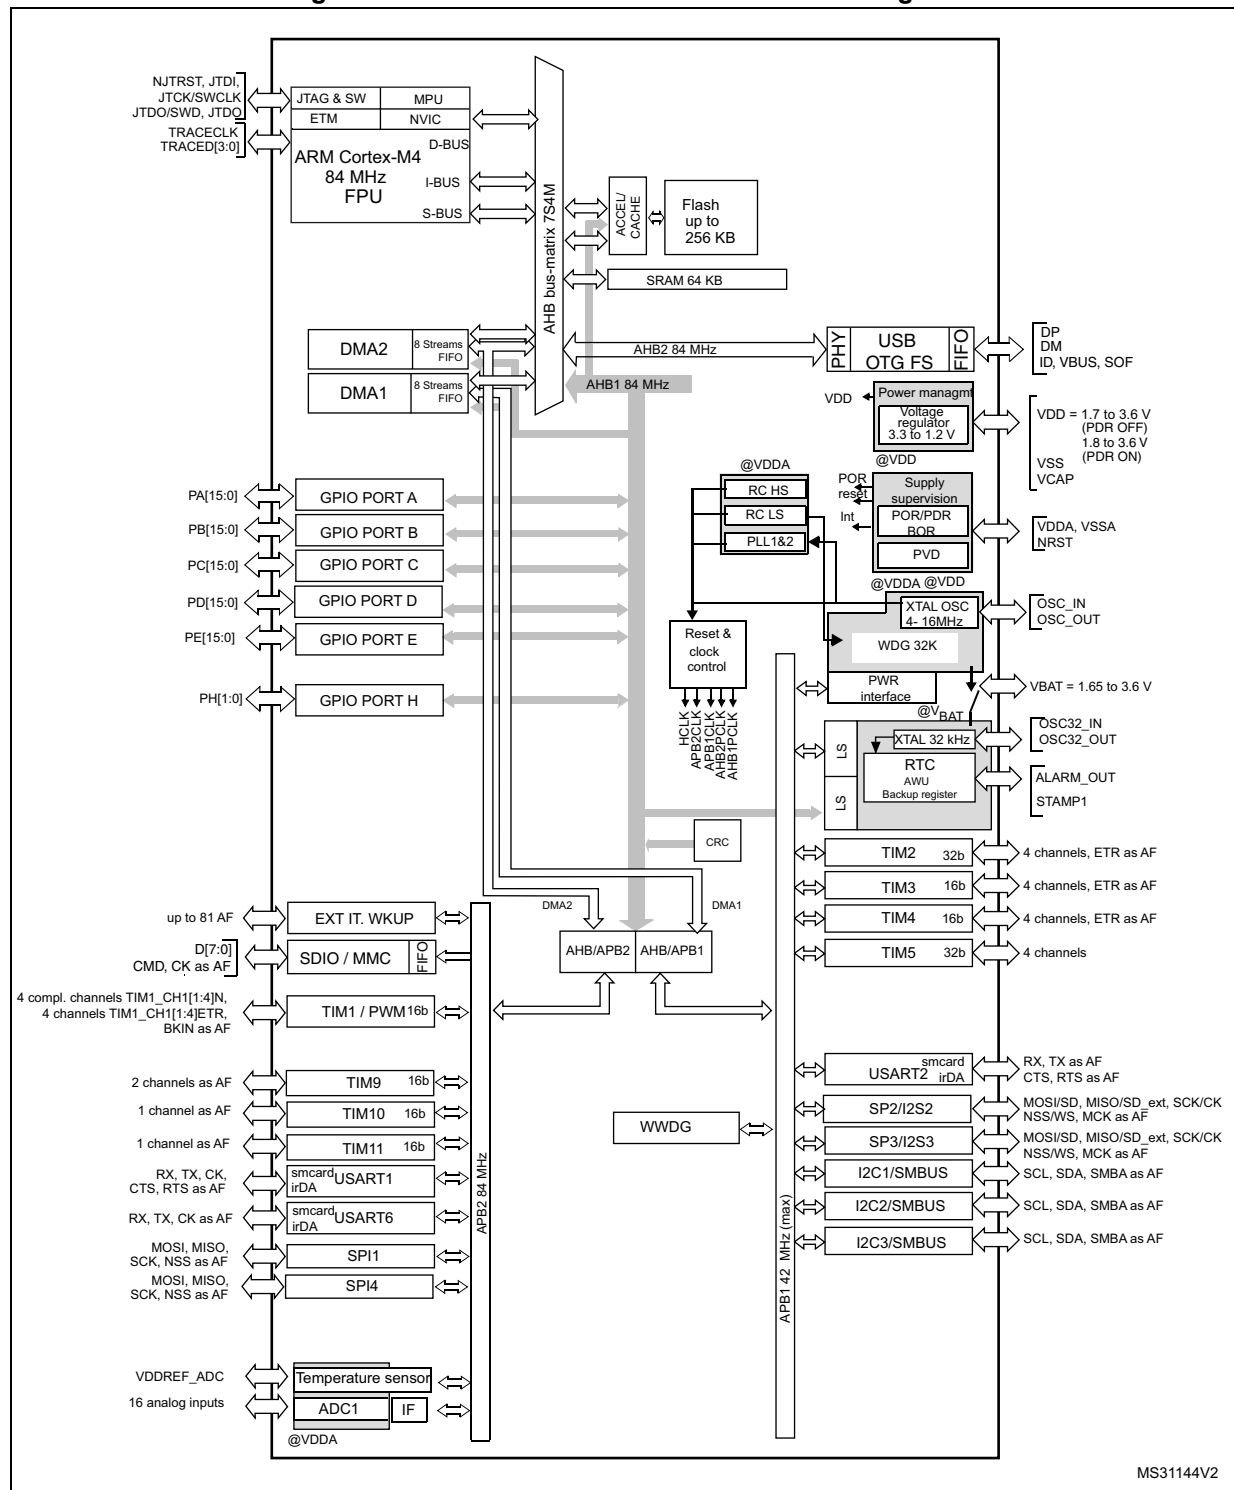 NJTRST, JTDI,
JTCK/SWCLK
JTDO/SWD, JTDO
TRACECLK
TRACED[3:0]
JTAG & SW
MPU
ETM
NVIC
D-BUS
ARM Cortex-M4
84 MHz
FPU
I-BUS
S-BUS
AHB bus-matrix 7S4M
ACCEL/
CACHE
Flash
up to
256 KB
SRAM 64 KB
DMA2
8 Streams
FIFO
DMA1
8 Streams
FIFO
AHB2 84 MHz
AHB1 84 MHz
PHY
USB
OTG FS
FIFO
DP
DM
ID, VBUS, SOF
VDD
Power managmt
Voltage
regulator
3.3 to 1.2 V
@VDD
VDD = 1.7 to 3.6 V
(PDR OFF)
1.8 to 3.6 V
(PDR ON)
VSS
VCAP
@VDDA
RC HS
RC LS
PLL1&2
POR
reset
Int
Supply
supervision
POR/PDR
BOR
PVD
VDDA, VSSA
NRST
@VDDA @VDD
XTAL OSC
4- 16MHz
OSC_IN
OSC_OUT
WDG 32K
PWR
interface
VBAT = 1.65 to 3.6 V
@VBAT
PA[15:0]
GPIO PORT A
PB[15:0]
GPIO PORT B
PC[15:0]
GPIO PORT C
PD[15:0]
GPIO PORT D
PE[15:0]
GPIO PORT E
PH[1:0]
GPIO PORT H
Reset &
clock
control
HCLK
APB2CLK
APB1CLK
AHB2PCLK
AHB1PCLK
LS
LS
XTAL 32 kHz
RTC
AWU
Backup register
OSC32_IN
OSC32_OUT
ALARM_OUT
STAMP1
CRC
DMA2
DMA1
AHB/APB2
AHB/APB1
TIM2 32b
4 channels, ETR as AF
TIM3 16b
4 channels, ETR as AF
TIM4 16b
4 channels, ETR as AF
TIM5 32b
4 channels
up to 81 AF
EXT IT. WKUP
D[7:0]
CMD, CK as AF
SDIO / MMC
FIFO
4 compl. channels TIM1_CH1[1:4]N,
4 channels TIM1_CH1[1:4]ETR,
BKIN as AF
TIM1 / PWM 16b
2 channels as AF
TIM9 16b
1 channel as AF
TIM10 16b
1 channel as AF
TIM11 16b
RX, TX, CK,
CTS, RTS as AF
smcard
irDA
USART1
RX, TX, CK as AF
smcard
irDA
USART6
MOSI, MISO,
SCK, NSS as AF
SPI1
MOSI, MISO,
SCK, NSS as AF
SPI4
VDDREF_ADC
Temperature sensor
16 analog inputs
ADC1
IF
@VDDA
APB2 84 MHz
WWDG
APB1 42 MHz (max)
USART2
smcard
irDA
RX, TX as AF
CTS, RTS as AF
SP2/I2S2
MOSI/SD, MISO/SD_ext, SCK/CK
NSS/WS, MCK as AF
SP3/I2S3
MOSI/SD, MISO/SD_ext, SCK/CK
NSS/WS, MCK as AF
I2C1/SMBUS
SCL, SDA, SMBA as AF
I2C2/SMBUS
SCL, SDA, SMBA as AF
I2C3/SMBUS
SCL, SDA, SMBA as AF
MS31144V2